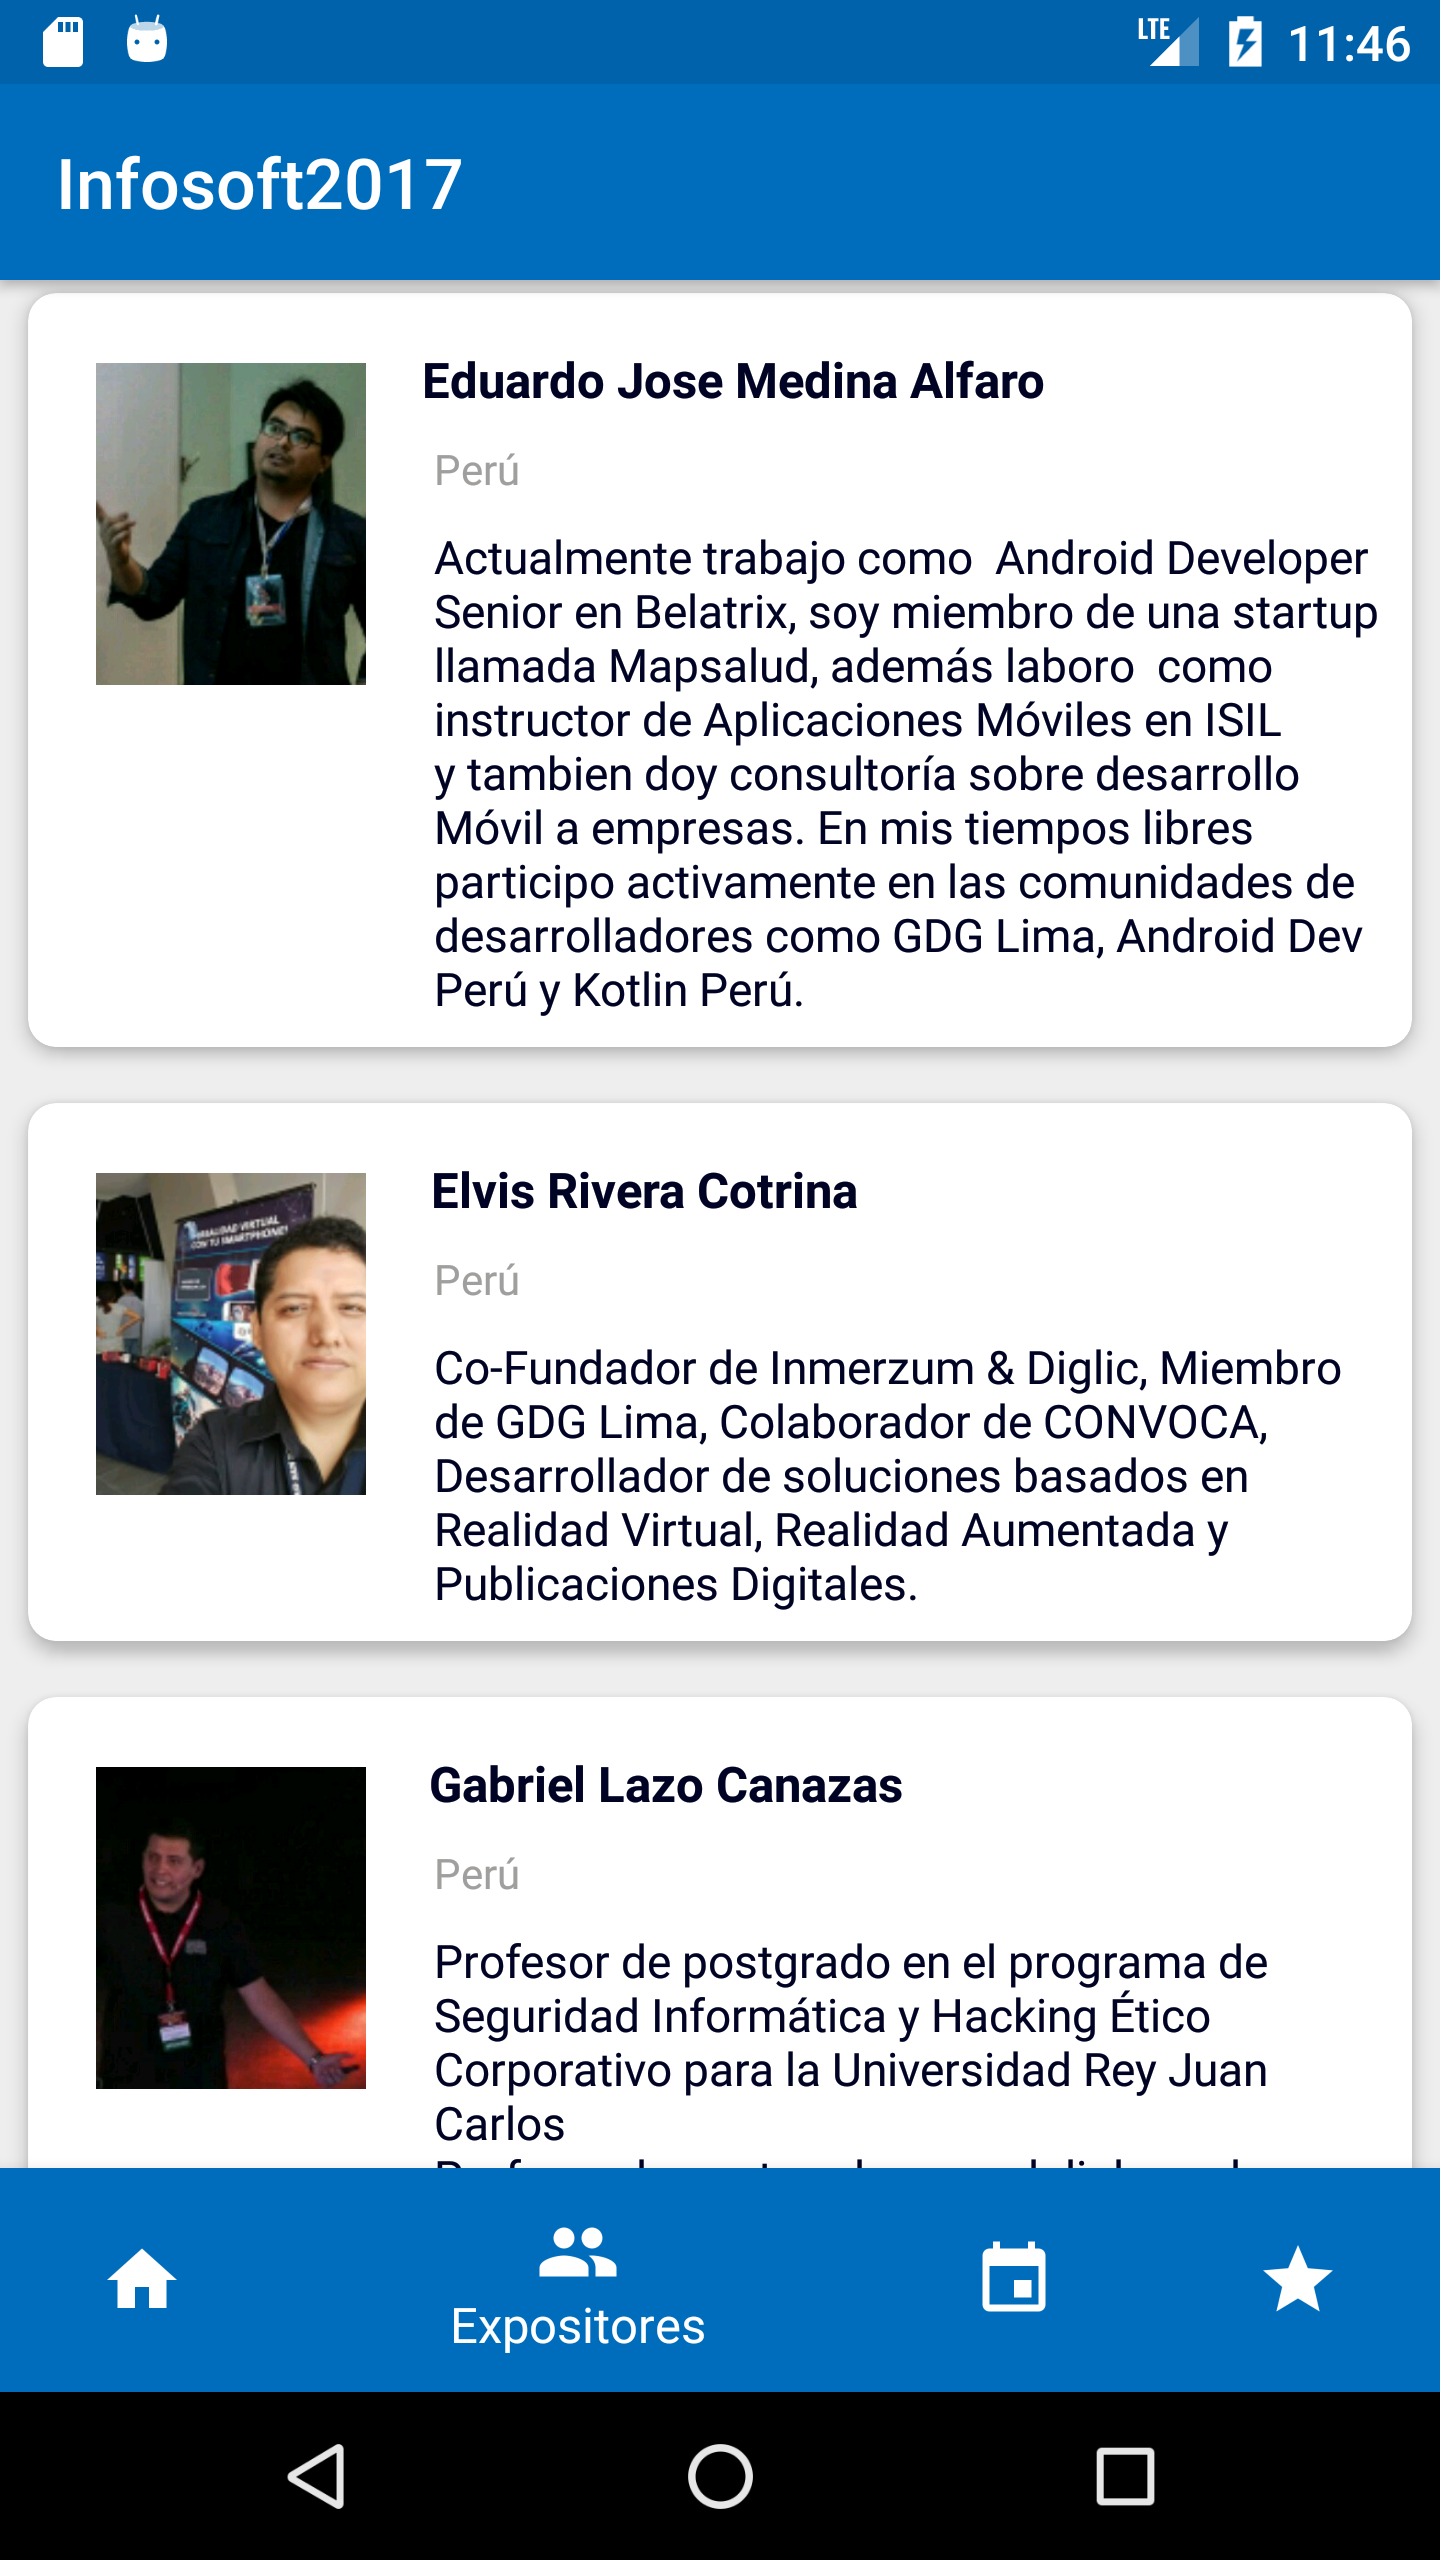 LTE 11:46
Infosoft2017
Eduardo Jose Medina Alfaro
Perú
Actualmente trabajo como  Android Developer
Senior en Belatrix, soy miembro de una startup
llamada Mapsalud, además laboro  como
instructor de Aplicaciones Móviles en ISIL
y tambien doy consultoría sobre desarrollo
Móvil a empresas. En mis tiempos libres
participo activamente en las comunidades de
desarrolladores como GDG Lima, Android Dev
Perú y Kotlin Perú.
REALIDAD VIRTUAL
CON TU SMARTPHONE!
Elvis Rivera Cotrina
Perú
Co-Fundador de Inmerzum & Diglic, Miembro
de GDG Lima, Colaborador de CONVOCA,
Desarrollador de soluciones basados en
Realidad Virtual, Realidad Aumentada y
Publicaciones Digitales.
Gabriel Lazo Canazas
Perú
Profesor de postgrado en el programa de
Seguridad Informática y Hacking Ético
Corporativo para la Universidad Rey Juan
Carlos
Expositores